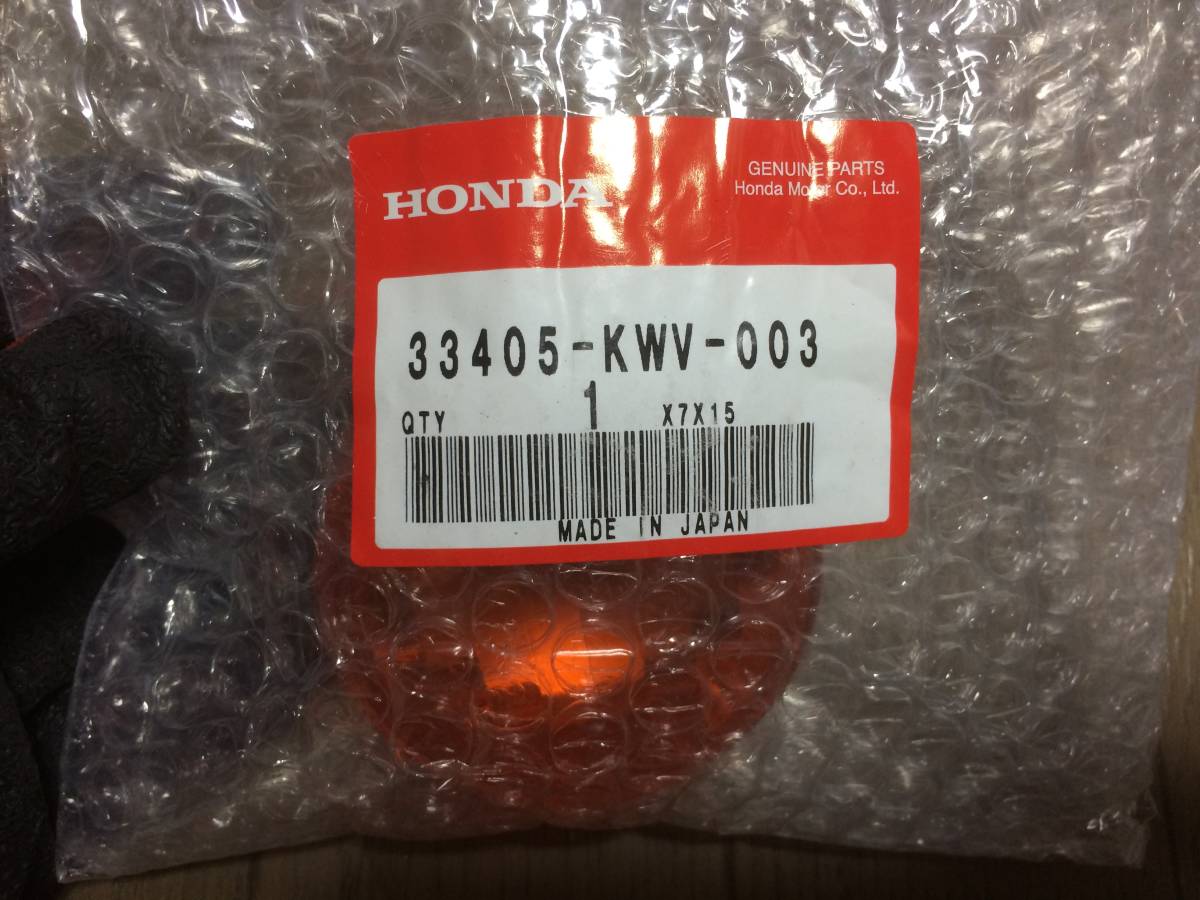 HONDA
GENUINE PARTS
Honda Motor Co., Ltd.
33405-KWV-003
QTY 1 X7X15
MADE IN JAPAN